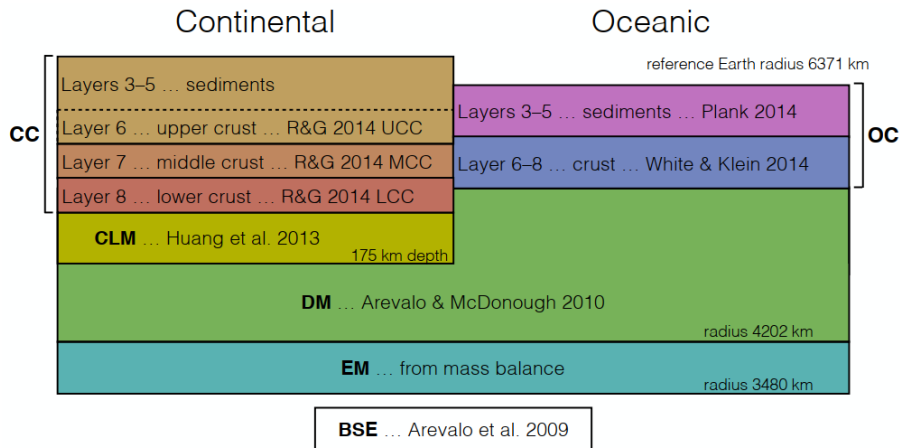 Continental
Oceanic
reference Earth radius 6371 km
CC
Layers 3–5 … sediments
Layer 6 … upper crust … R&G 2014 UCC
Layer 7 … middle crust … R&G 2014 MCC
Layer 8 … lower crust … R&G 2014 LCC
Layers 3–5 … sediments … Plank 2014
Layer 6–8 … crust … White & Klein 2014
OC
CLM … Huang et al. 2013
175 km depth
DM … Arevalo & McDonough 2010
radius 4202 km
EM … from mass balance
radius 3480 km
BSE … Arevalo et al. 2009